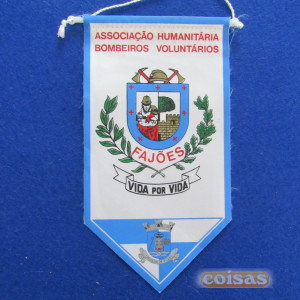 ASSOCIAÇÃO HUMANITÁRIA
BOMBEIROS VOLUNTÁRIOS
FAJÕES
VIDA POR VIDA
coisas